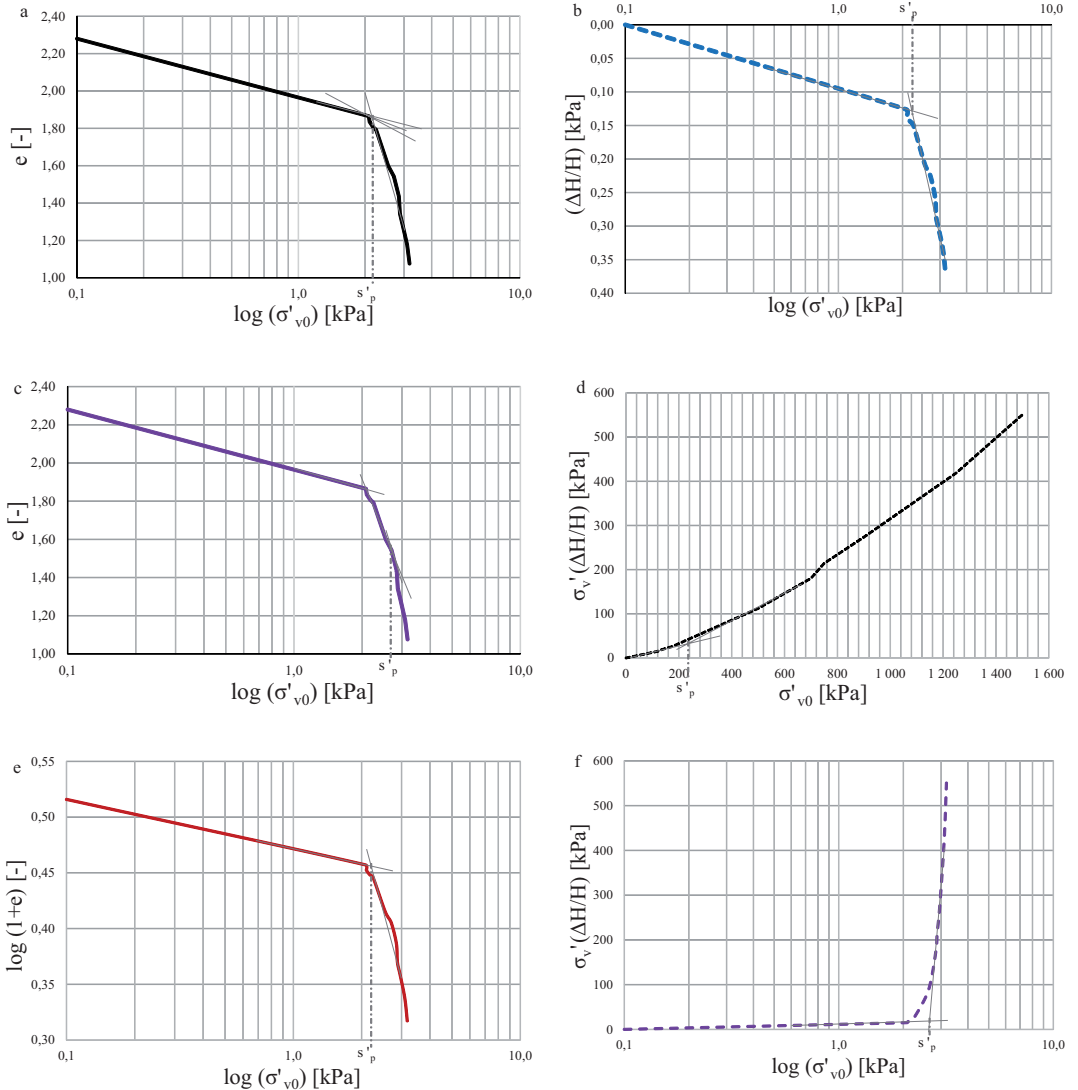 a
2,40
2,20
2,00
1,80
1,60
1,40
1,20
1,00
e [-]
0,1
1,0
s'p
10,0
log (σ'v0) [kPa]
b
0,1
1,0
s'p
10,0
0,00
0,05
0,10
0,15
0,20
0,25
0,30
0,35
0,40
(ΔH/H) [kPa]
log (σ'v0) [kPa]
c
2,40
2,20
2,00
1,80
1,60
1,40
1,20
1,00
e [-]
0,1
1,0
s'p
10,0
log (σ'v0) [kPa]
d
600
500
400
300
200
100
0
σv' (ΔH/H) [kPa]
0
200
400
600
800
1 000
1 200
1 400
1 600
s'p
σ'v0 [kPa]
e
0,55
0,50
0,45
0,40
0,35
0,30
log (1+e) [-]
0,1
1,0
s'p
10,0
log (σ'v0) [kPa]
f
600
500
400
300
200
100
0
σv' (ΔH/H) [kPa]
0,1
1,0
s'p
10,0
log (σ'v0) [kPa]